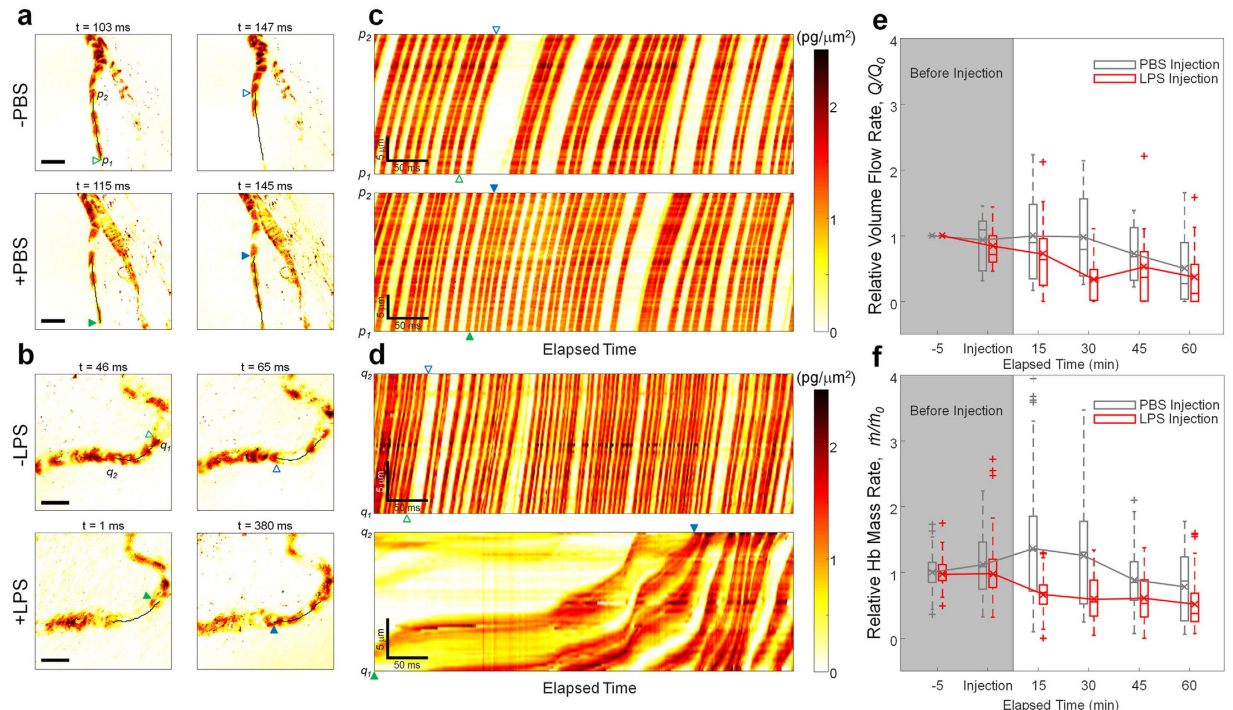 a
t = 103 ms
t = 147 ms
-PBS
p2
p1
t = 115 ms
t = 145 ms
+PBS
b
t = 46 ms
t = 65 ms
-LPS
q1
q2
t = 1 ms
t = 380 ms
+LPS
c
(pg/μm²)
p2
5 μm
50 ms
p1
2
1
0
p2
5 μm
50 ms
p1
Elapsed Time
d
(pg/μm²)
q2
5 μm
50 ms
q1
2
1
0
q2
5 μm
50 ms
q1
Elapsed Time
e
Relative Volume Flow Rate, Q/Q0
4
3
2
1
0
Before Injection
PBS Injection
LPS Injection
-5 Injection 15 30 45 60
Elapsed Time (min)
f
Relative Hb Mass Rate, ṁ/ṁ0
4
3
2
1
0
Before Injection
PBS Injection
LPS Injection
-5 Injection 15 30 45 60
Elapsed Time (min)